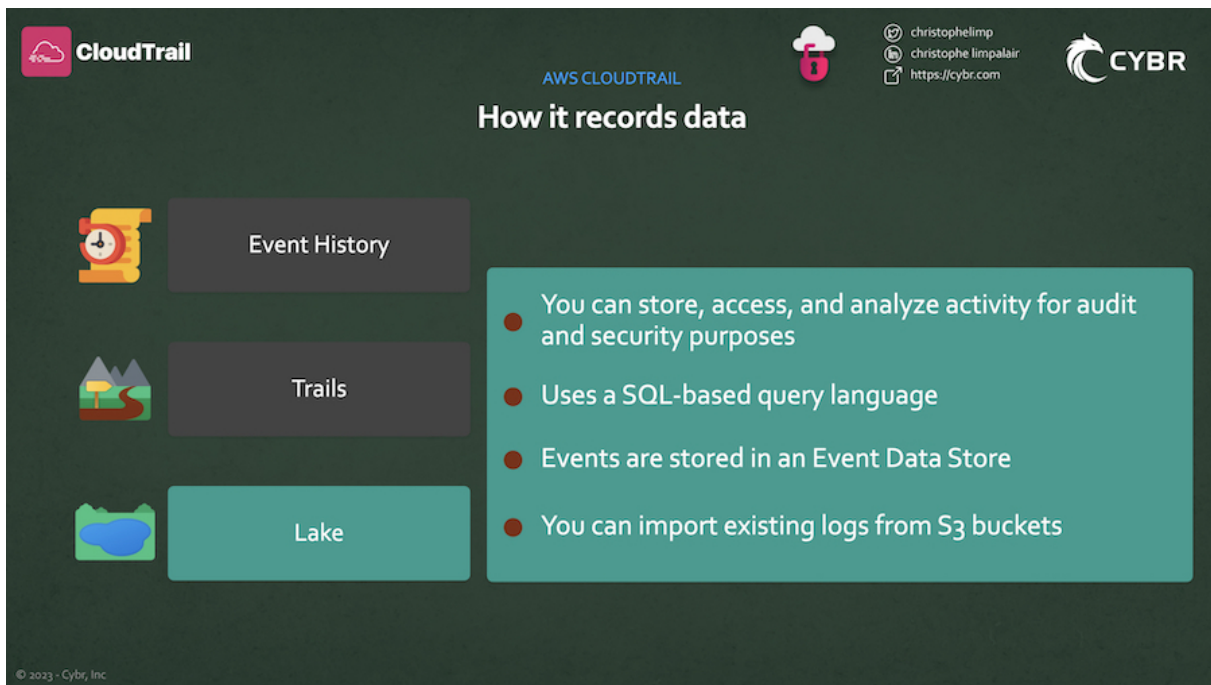 CloudTrail
christophelimp
christophe limpalair
https://cybr.com
CYBR
AWS CLOUDTRAIL
How it records data
Event History
Trails
Lake
You can store, access, and analyze activity for audit
and security purposes
Uses a SQL-based query language
Events are stored in an Event Data Store
You can import existing logs from S3 buckets
© 2023 - Cybr, Inc